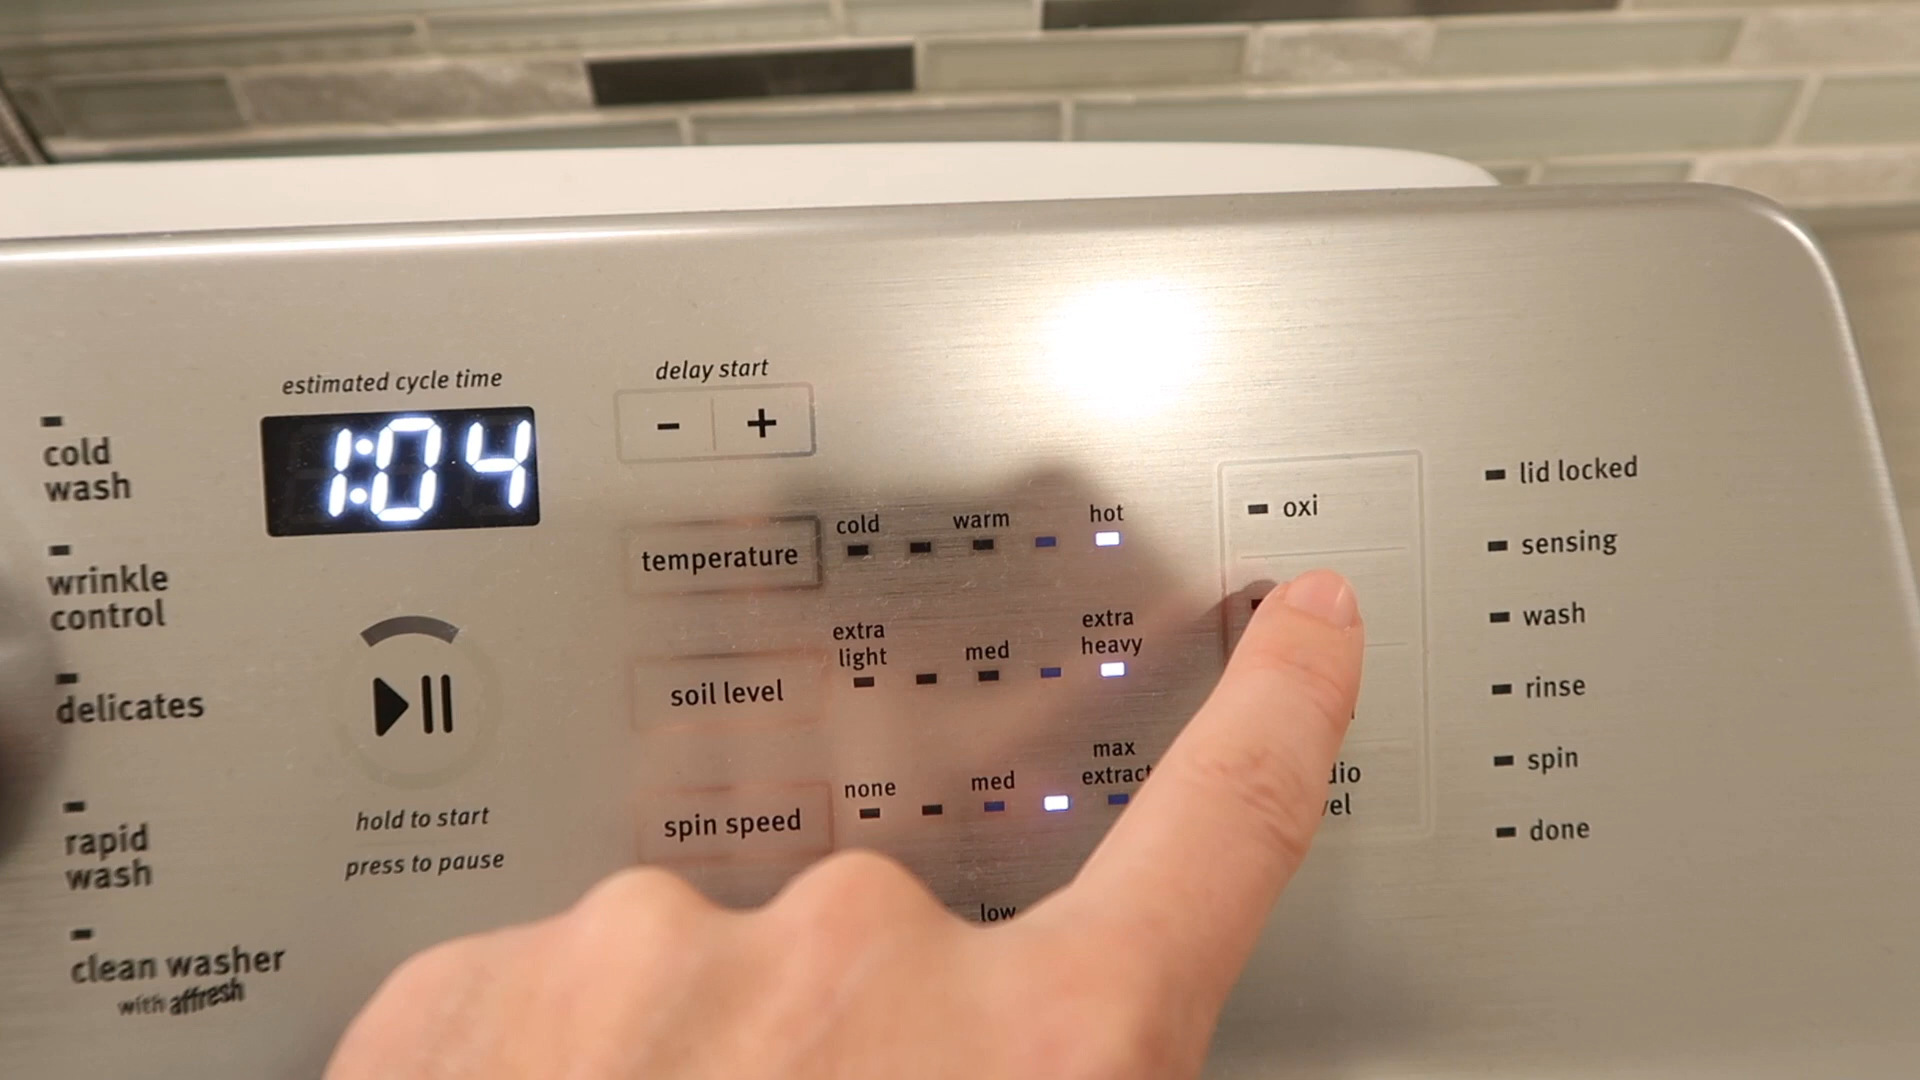 cold
wash
wrinkle
control
delicates
rapid
wash
clean washer
with affresh
estimated cycle time
1:04
hold to start
press to pause
delay start
- +
temperature
cold warm hot
soil level
extra
light
med
extra
heavy
spin speed
none
med
max
extract
low
oxi
lid locked
sensing
wash
rinse
spin
done